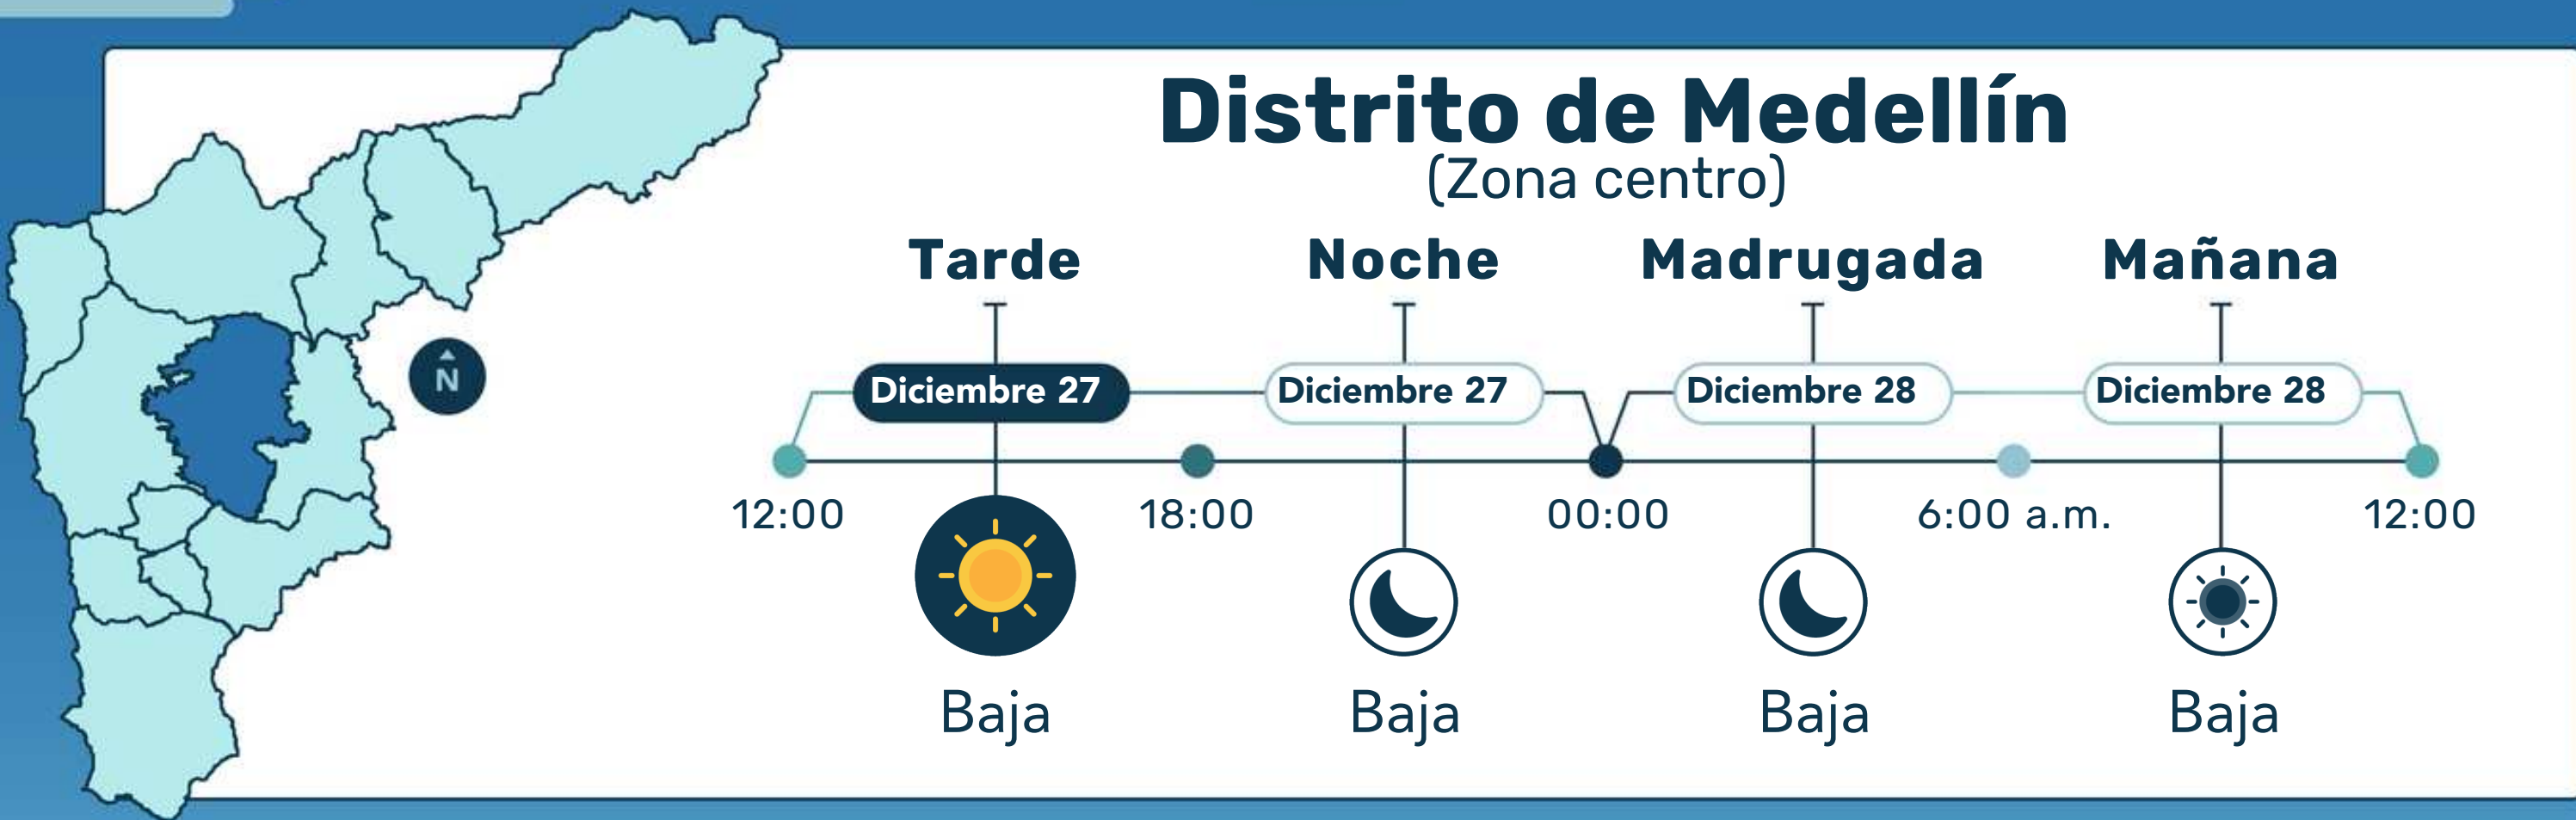 Distrito de Medellín
(Zona centro)
Tarde Noche Madrugada Mañana
N
Diciembre 27 Diciembre 27 Diciembre 28 Diciembre 28
12:00 18:00 00:00 6:00 a.m. 12:00
Baja Baja Baja Baja